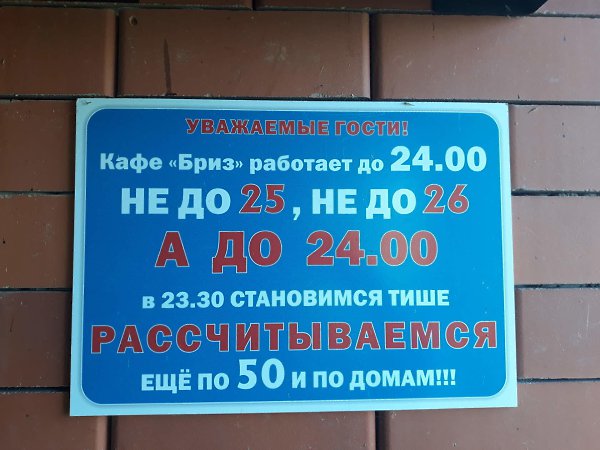 УВАЖАЕМЫЕ ГОСТИ!
Кафе «Бриз» работает до 24.00
НЕ ДО 25, НЕ ДО 26
А ДО 24.00
в 23.30 СТАНОВИМСЯ ТИШЕ
РАССЧИТЫВАЕМСЯ
ЕЩЁ ПО 50 И ПО ДОМАМ!!!